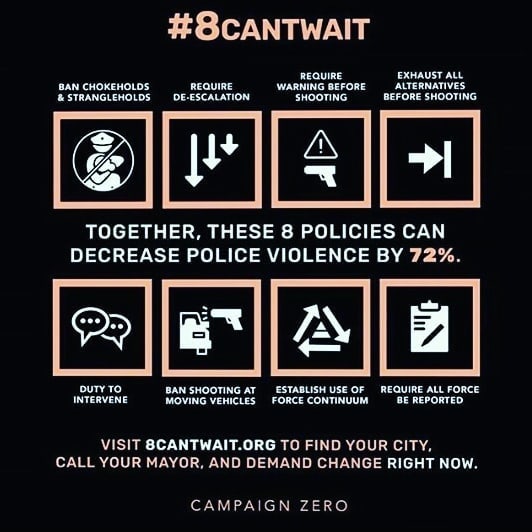 #8CANTWAIT
BAN CHOKEHOLDS
& STRANGLEHOLDS
REQUIRE
DE-ESCALATION
REQUIRE
WARNING BEFORE
SHOOTING
EXHAUST ALL
ALTERNATIVES
BEFORE SHOOTING
TOGETHER, THESE 8 POLICIES CAN
DECREASE POLICE VIOLENCE BY 72%.
DUTY TO
INTERVENE
BAN SHOOTING AT
MOVING VEHICLES
ESTABLISH USE OF
FORCE CONTINUUM
REQUIRE ALL FORCE
BE REPORTED
VISIT 8CANTWAIT.ORG TO FIND YOUR CITY,
CALL YOUR MAYOR, AND DEMAND CHANGE RIGHT NOW.
CAMPAIGN ZERO